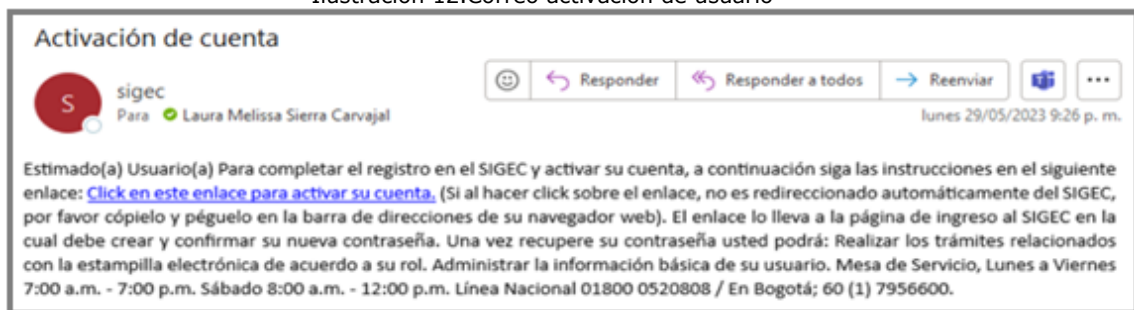 Ilustración 12.Correo activación de usuario
Activación de cuenta
S
sigec
Para Laura Melissa Sierra Carvajal
Responder
Responder a todos
Reenviar
lunes 29/05/2023 9:26 p. m.
Estimado(a) Usuario(a) Para completar el registro en el SIGEC y activar su cuenta, a continuación siga las instrucciones en el siguiente
enlace: Click en este enlace para activar su cuenta. (Si al hacer click sobre el enlace, no es redireccionado automáticamente del SIGEC,
por favor cópielo y péguelo en la barra de direcciones de su navegador web). El enlace lo lleva a la página de ingreso al SIGEC en la
cual debe crear y confirmar su nueva contraseña. Una vez recupere su contraseña usted podrá: Realizar los trámites relacionados
con la estampilla electrónica de acuerdo a su rol. Administrar la información básica de su usuario. Mesa de Servicio, Lunes a Viernes
7:00 a.m. - 7:00 p.m. Sábado 8:00 a.m. - 12:00 p.m. Línea Nacional 01800 0520808 / En Bogotá; 60 (1) 7956600.